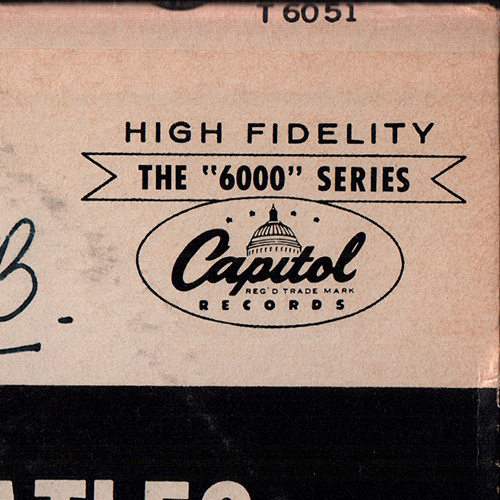 T 6051
HIGH FIDELITY
THE "6000" SERIES
Capitol
REG'D TRADE MARK
RECORDS
B.